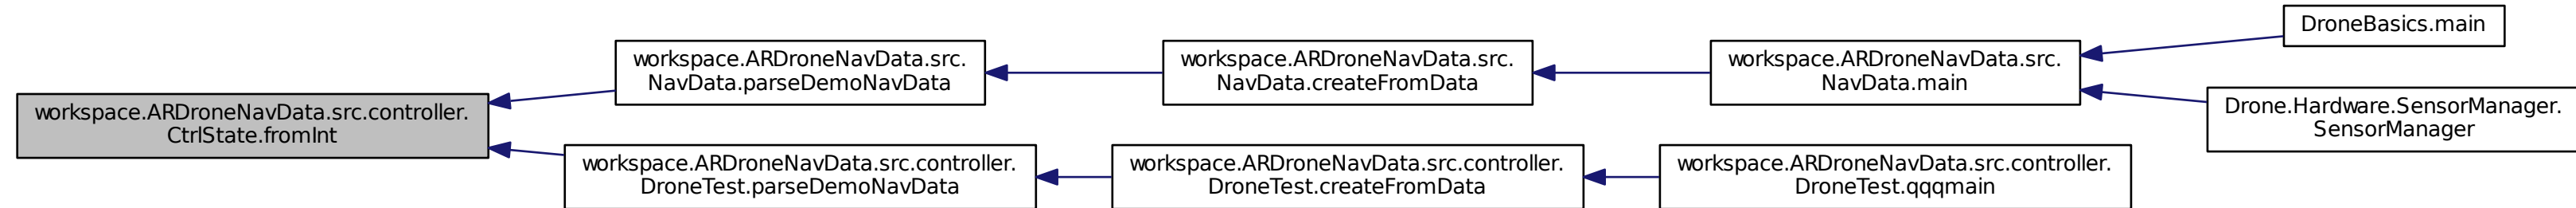 workspace.ARDroneNavData.src.controller.
CtrlState.fromInt
workspace.ARDroneNavData.src.
NavData.parseDemoNavData
workspace.ARDroneNavData.src.
NavData.createFromData
workspace.ARDroneNavData.src.
NavData.main
DroneBasics.main
Drone.Hardware.SensorManager.
SensorManager
workspace.ARDroneNavData.src.controller.
DroneTest.parseDemoNavData
workspace.ARDroneNavData.src.controller.
DroneTest.createFromData
workspace.ARDroneNavData.src.controller.
DroneTest.qqqmain